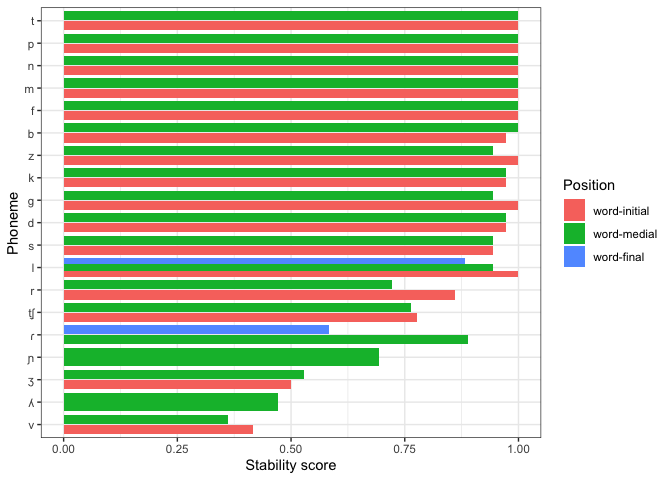 t
p
n
m
f
b
z
k
g
d
s
l
r
tʃ
ɾ
ɲ
ʒ
ʎ
v
Phoneme
0.00 0.25 0.50 0.75 1.00
Stability score
Position
word-initial
word-medial
word-final